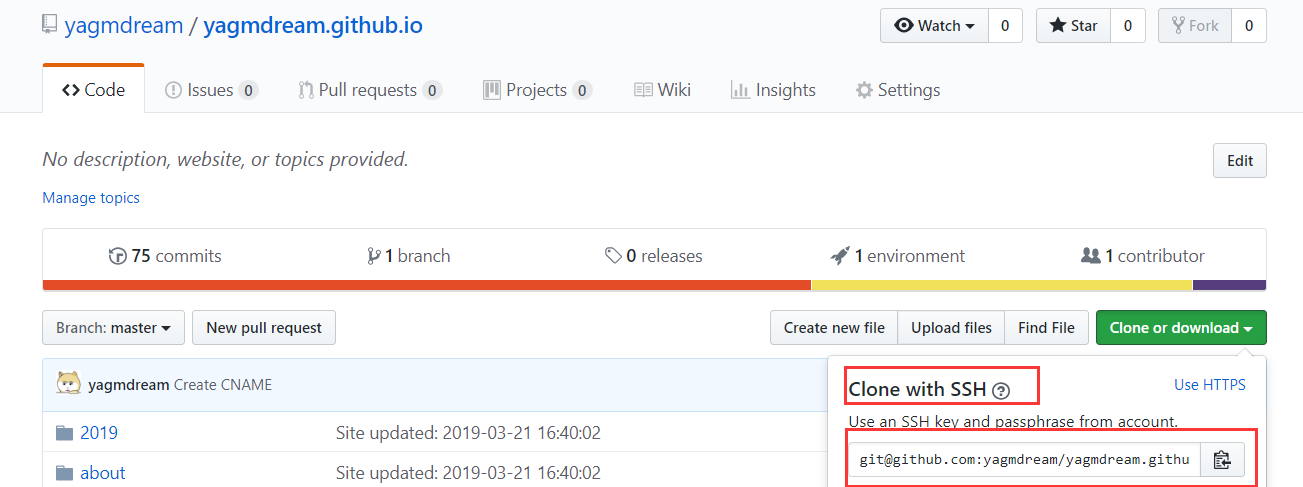 yagmdream / yagmdream.github.io
Watch 0 Star 0 Fork 0
Code Issues 0 Pull requests 0 Projects 0 Wiki Insights Settings
No description, website, or topics provided.
Edit
Manage topics
75 commits 1 branch 0 releases 1 environment 1 contributor
Branch: master New pull request Create new file Upload files Find File Clone or download
yagmdream Create CNAME
Clone with SSH ? Use HTTPS
Use an SSH key and passphrase from account.
2019 Site updated: 2019-03-21 16:40:02
git@github.com:yagmdream/yagmdream.githu
about Site updated: 2019-03-21 16:40:02